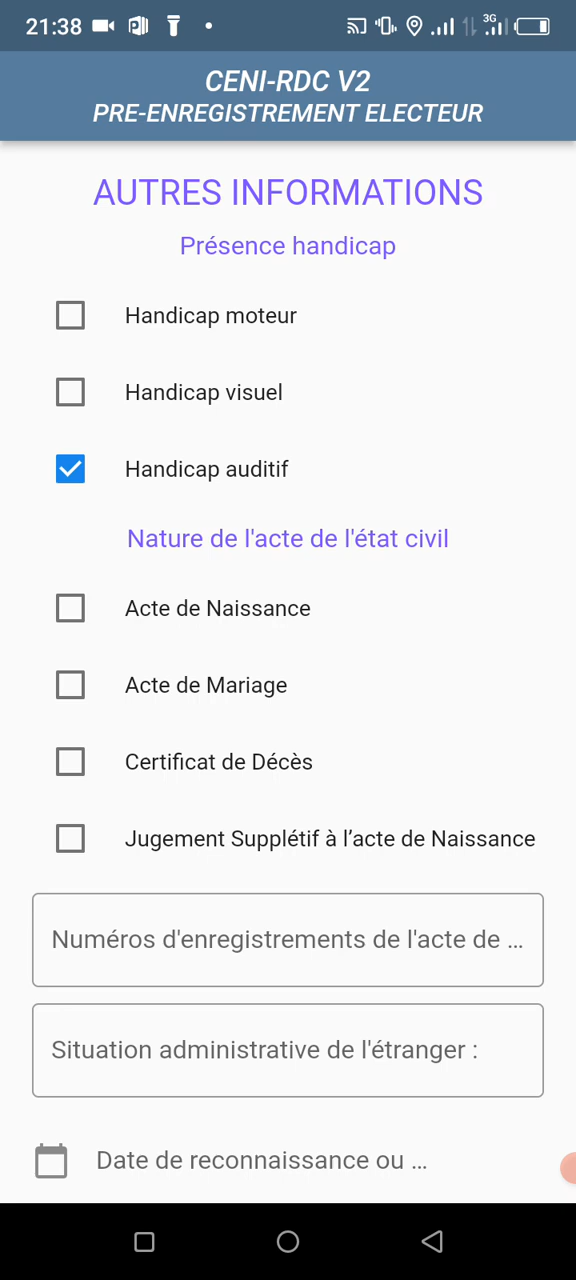 21:38
3G
CENI-RDC V2
PRE-ENREGISTREMENT ELECTEUR
AUTRES INFORMATIONS
Présence handicap
Handicap moteur
Handicap visuel
Handicap auditif
Nature de l'acte de l'état civil
Acte de Naissance
Acte de Mariage
Certificat de Décès
Jugement Supplétif à l’acte de Naissance
Numéros d'enregistrements de l'acte de ...
Situation administrative de l'étranger :
Date de reconnaissance ou ...